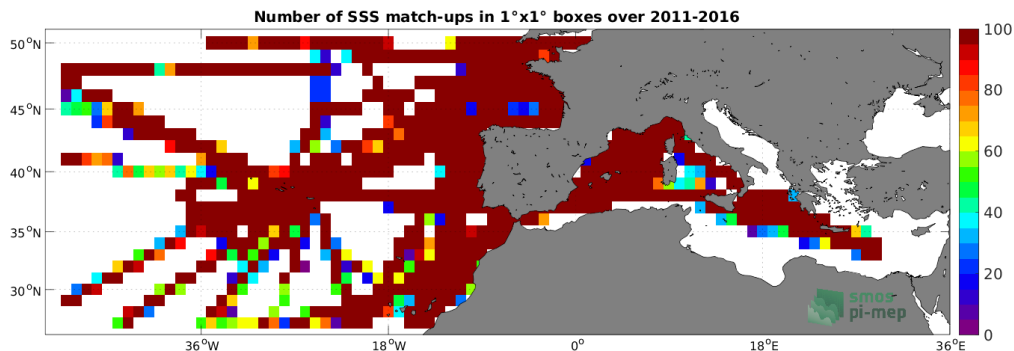 Number of SSS match-ups in 1°x1° boxes over 2011-2016
50°N
45°N
40°N
35°N
30°N
36°W
18°W
0°
18°E
36°E
100
80
60
40
20
0
smos
pi-mep